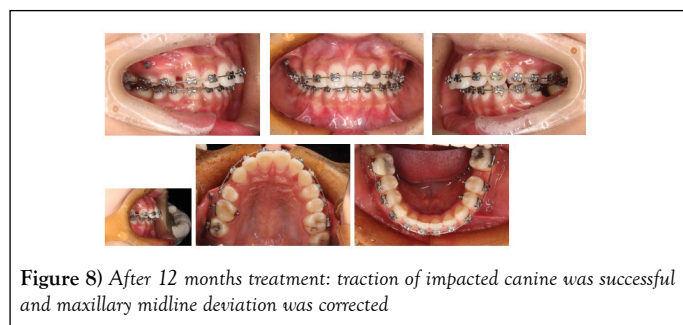 Figure 8) After 12 months treatment: traction of impacted canine was successful
and maxillary midline deviation was corrected